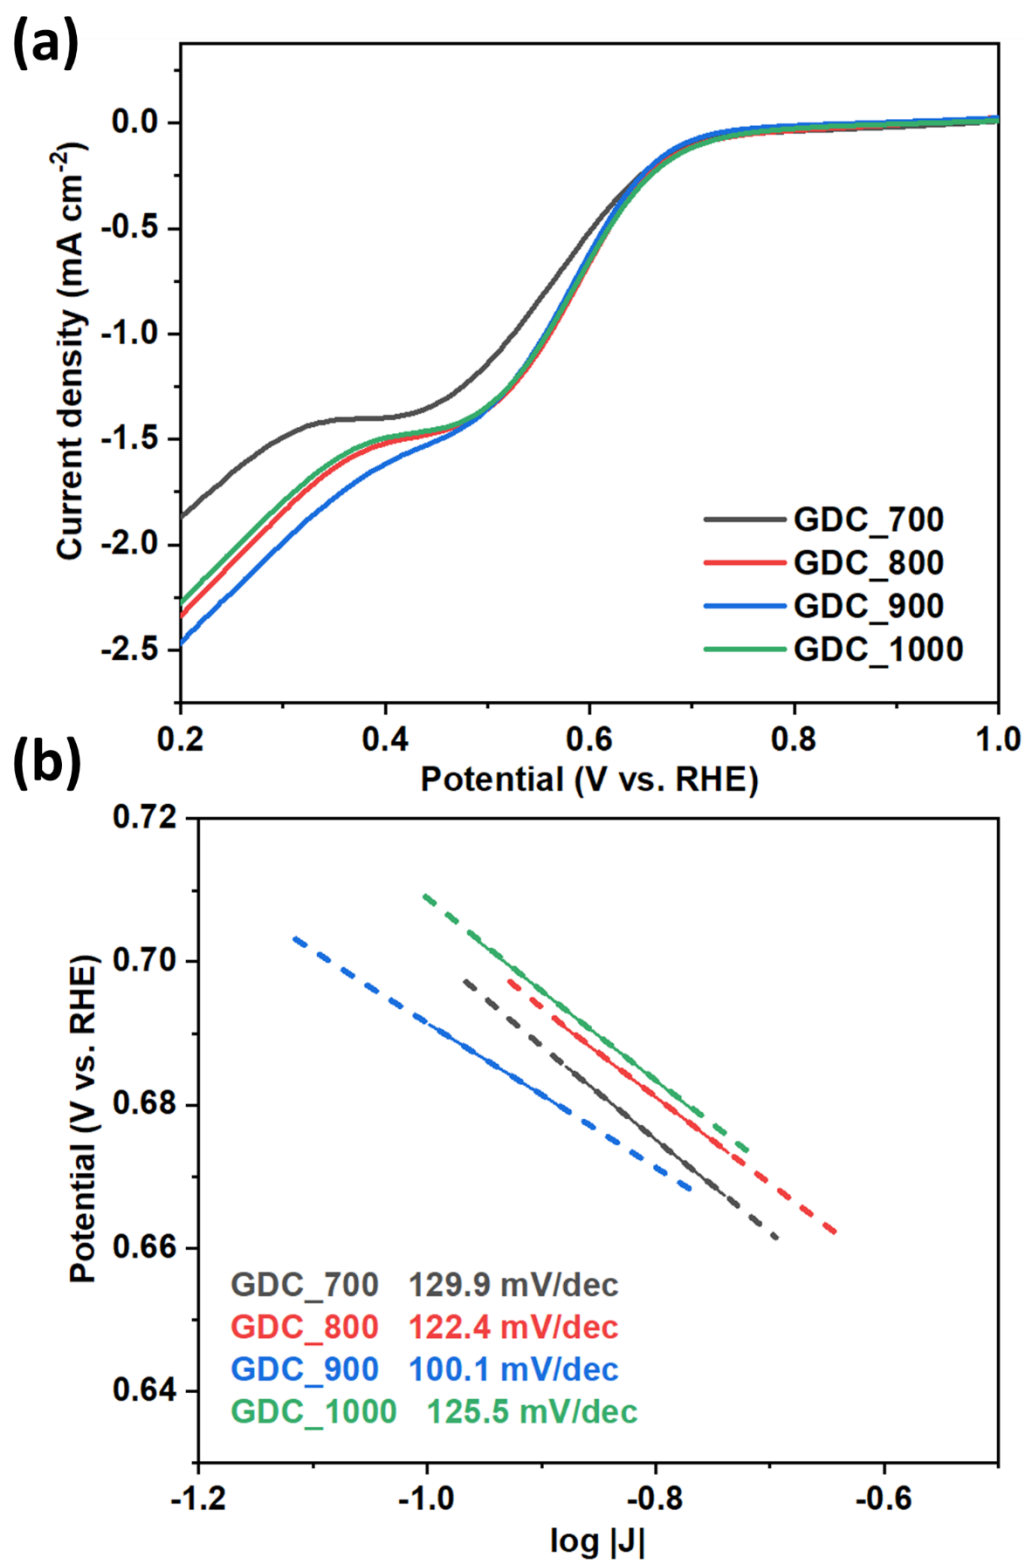 (a)
0.0
-0.5
-1.0
-1.5
-2.0
-2.5
Current density (mA cm-2)
GDC_700
GDC_800
GDC_900
GDC_1000
0.2 0.4 0.6 0.8 1.0
Potential (V vs. RHE)
(b)
0.72
0.70
0.68
0.66
0.64
Potential (V vs. RHE)
GDC_700 129.9 mV/dec
GDC_800 122.4 mV/dec
GDC_900 100.1 mV/dec
GDC_1000 125.5 mV/dec
-1.2 -1.0 -0.8 -0.6
log |J|